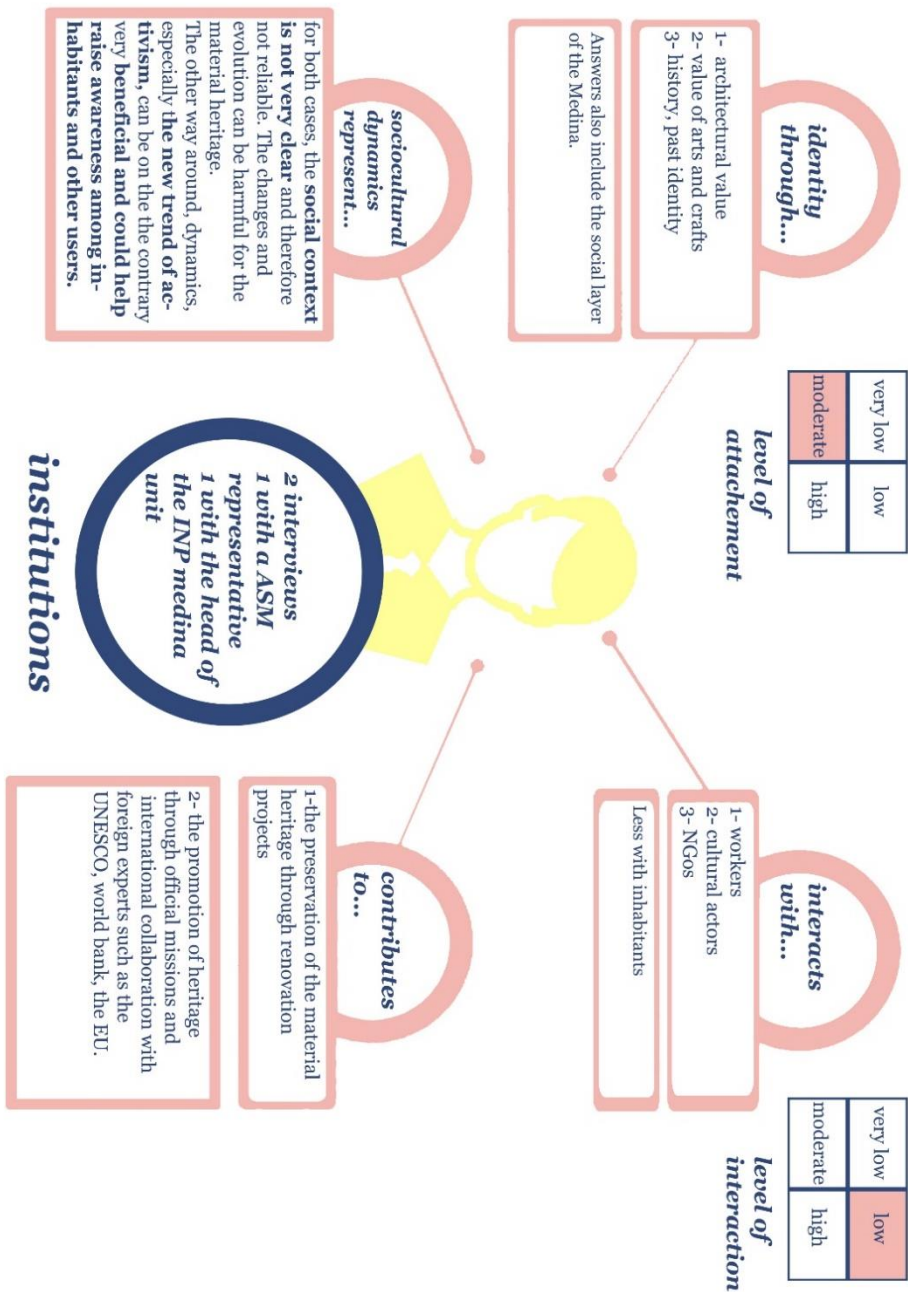 identity
through...
1- architectural value
2- value of arts and crafts
3- history, past identity
Answers also include the social layer
of the Medina.
very low
low
moderate
high
level of
attachement
interacts
with...
1- workers
2- cultural actors
3- NGos
Less with inhabitants
very low
low
moderate
high
level of
interaction
sociocultural
dynamics
represent...
for both cases, the social context
is not very clear and therefore
not reliable. The changes and
evolution can be harmful for the
material heritage.
The other way around, dynamics,
especially the new trend of ac-
tivism, can be on the the contrary
very beneficial and could help
raise awareness among in-
habitants and other users.
contributes
to...
1-the preservation of the material
heritage through renovation
projects
2- the promotion of heritage
through official missions and
international collaboration with
foreign experts such as the
UNESCO, world bank, the EU.
2 interviews
1 with a ASM
representative
1 with the head of
the INP medina
unit
institutions